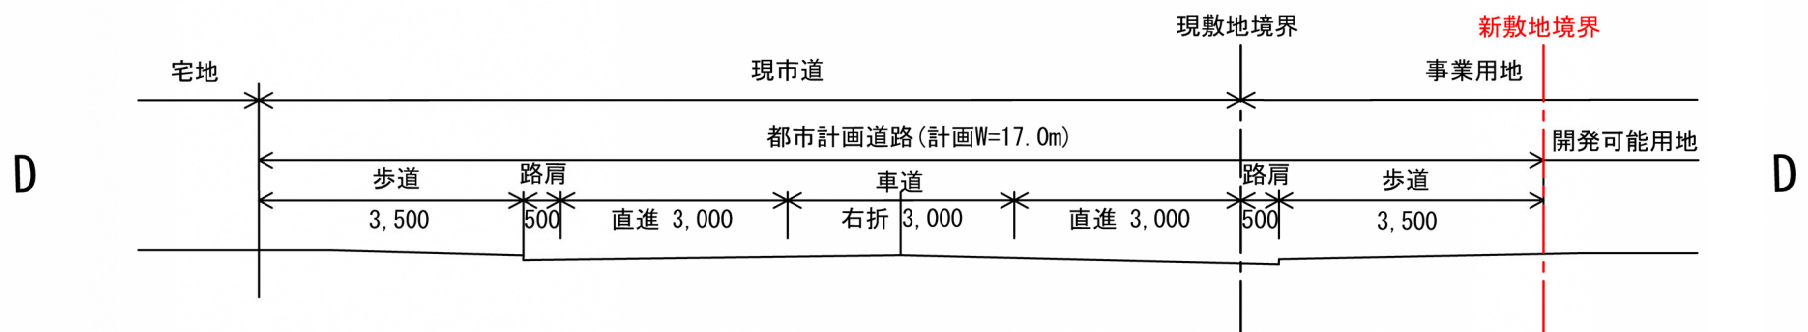 現敷地境界 新敷地境界
宅地 現市道 事業用地
都市計画道路(計画W=17.0m) 開発可能用地
D 歩道 路肩 車道 路肩 歩道 D
3,500 500 直進 3,000 右折 3,000 直進 3,000 500 3,500